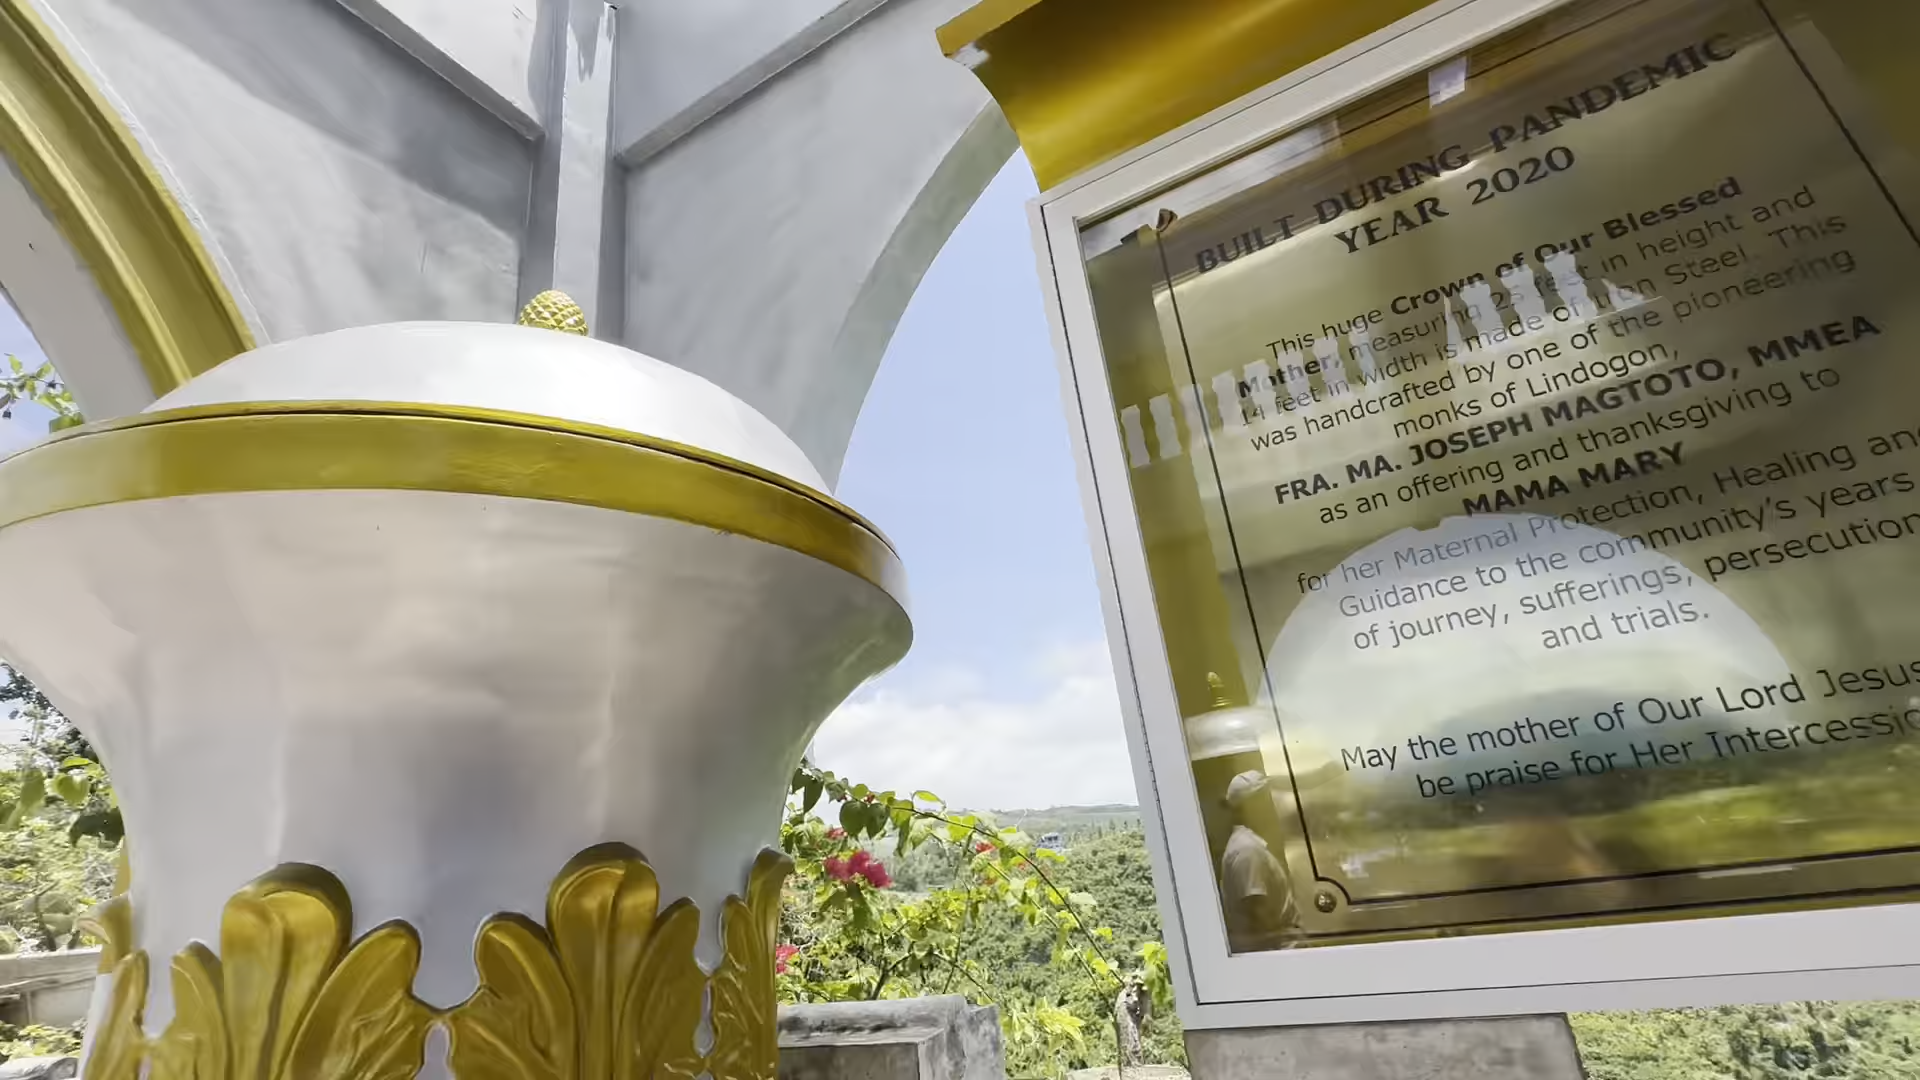 BUILT DURING PANDEMIC
YEAR 2020
This huge Crown of Our Blessed
Mother, measuring 25 feet in height and
14 feet in width is made of Iron Steel. This
was handcrafted by one of the pioneering
monks of Lindogon,
FRA. MA. JOSEPH MAGTOTO, MMEA
as an offering and thanksgiving to
MAMA MARY
for her Maternal Protection, Healing and
Guidance to the community's years
of journey, sufferings, persecution
and trials.
May the mother of Our Lord Jesus
be praise for Her